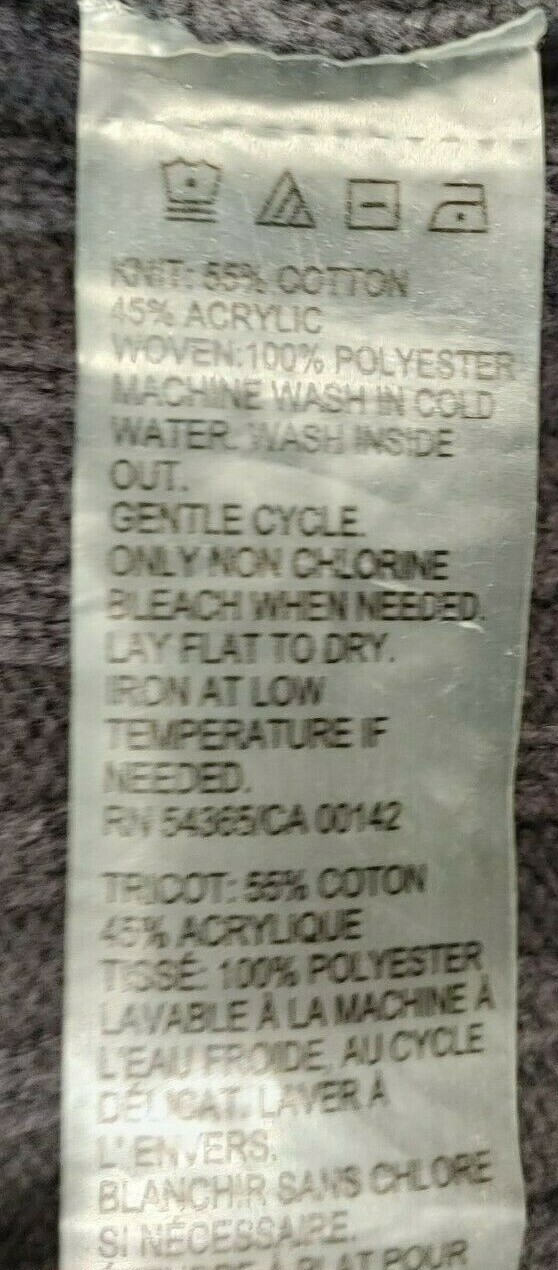 KNIT: 55% COTTON
45% ACRYLIC
WOVEN:100% POLYESTER
MACHINE WASH IN COLD
WATER. WASH INSIDE
OUT.
GENTLE CYCLE.
ONLY NON CHLORINE
BLEACH WHEN NEEDED.
LAY FLAT TO DRY.
IRON AT LOW
TEMPERATURE IF
NEEDED.
RN 54365/CA 00142
TRICOT: 55% COTON
45% ACRYLIQUE
TISSÉ: 100% POLYESTER
LAVABLE À LA MACHINE À
L'EAU FROIDE, AU CYCLE
DÉLICAT. LAVER À
L'ENVERS.
BLANCHIR SANS CHLORE
SI NÉCESSAIRE.
ÉTENDRE À PLAT POUR